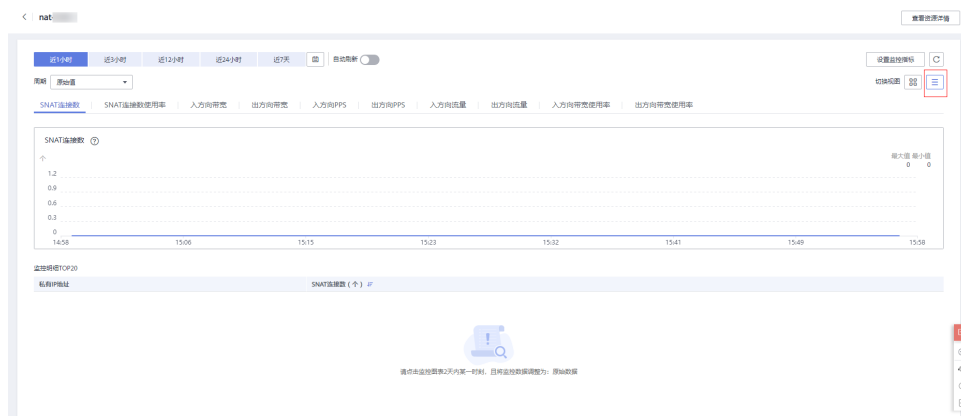 nat-
查看资源详情
近1小时 近3小时 近12小时 近24小时 近7天 自动刷新
设置监控指标
周期 原始值
切换视图
SNAT连接数 SNAT连接数使用率 入方向带宽 出方向带宽 入方向PPS 出方向PPS 入方向流量 出方向流量 入方向带宽使用率 出方向带宽使用率
SNAT连接数
个
最大值 最小值
0 0
1.2
0.9
0.6
0.3
0
14:58 15:06 15:15 15:23 15:32 15:41 15:49 15:58
监控明细TOP20
私有IP地址 SNAT连接数（个）
请点击监控图表2天内某一时刻、且将监控数据调整为：原始数据